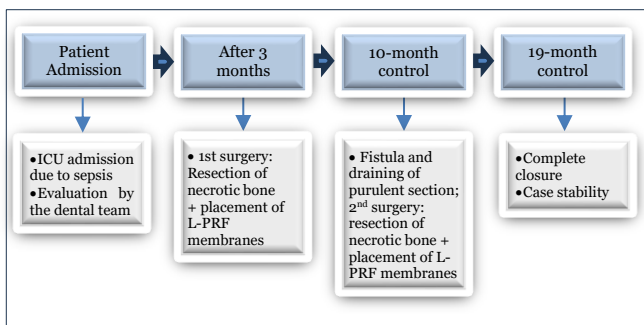 Patient
Admission
After 3
months
10-month
control
19-month
control
•ICU admission
due to sepsis
•Evaluation by
the dental team
• 1st surgery:
Resection of
necrotic bone
+ placement of
L-PRF
membranes
• Fistula and
draining of
purulent section;
2nd surgery:
resection of
necrotic bone +
placement of L-
PRF membranes
•Complete
closure
•Case stability